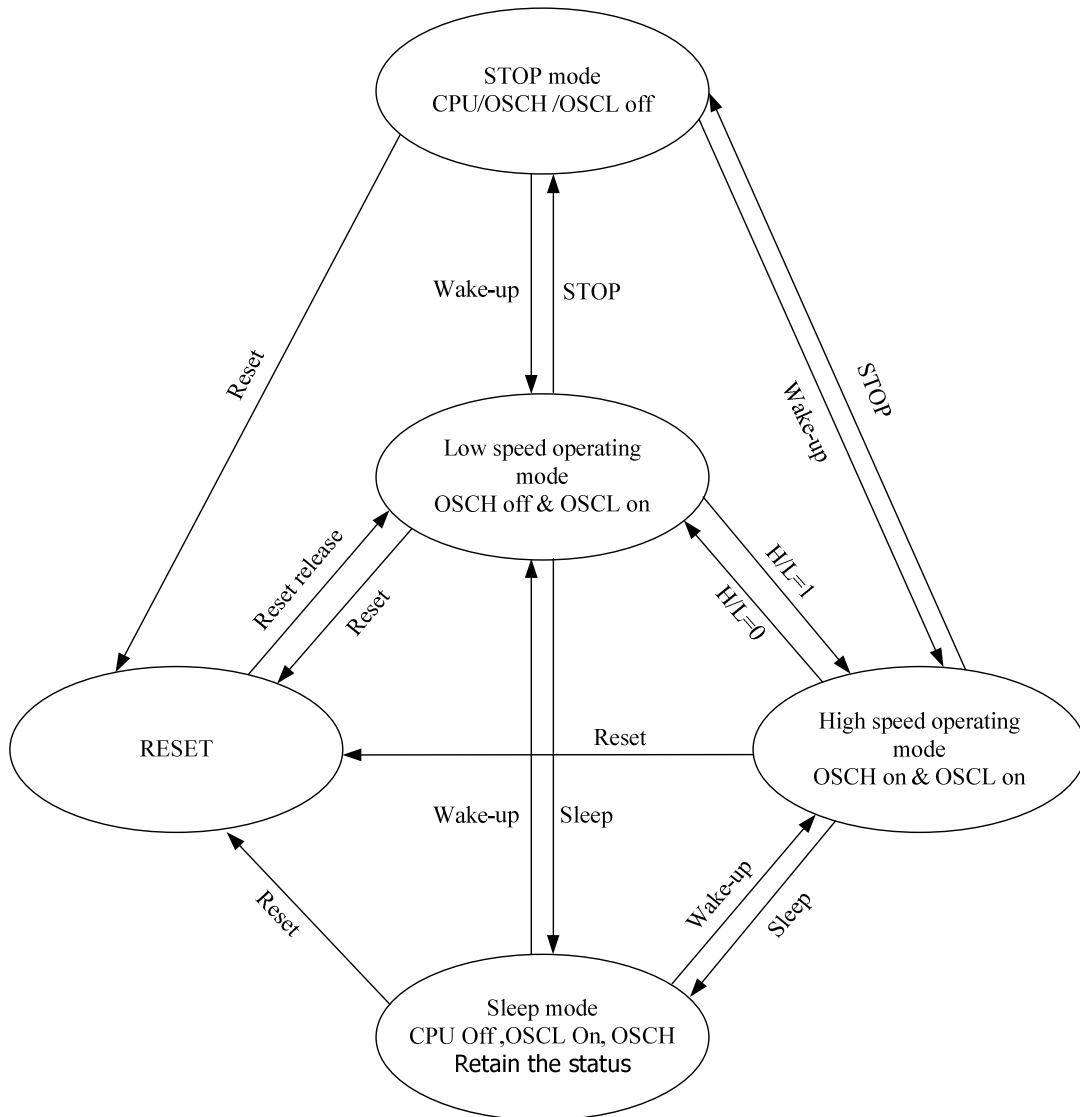 STOP mode
CPU/OSCH /OSCL off
Wake-up
STOP
Reset
STOP
Wake-up
Low speed operating
mode
OSCH off & OSCL on
Reset release
Reset
H/L=1
H/L=0
RESET
Reset
High speed operating
mode
OSCH on & OSCL on
Wake-up
Sleep
Wake-up
Sleep
Reset
Sleep mode
CPU Off ,OSCL On, OSCH
Retain the status